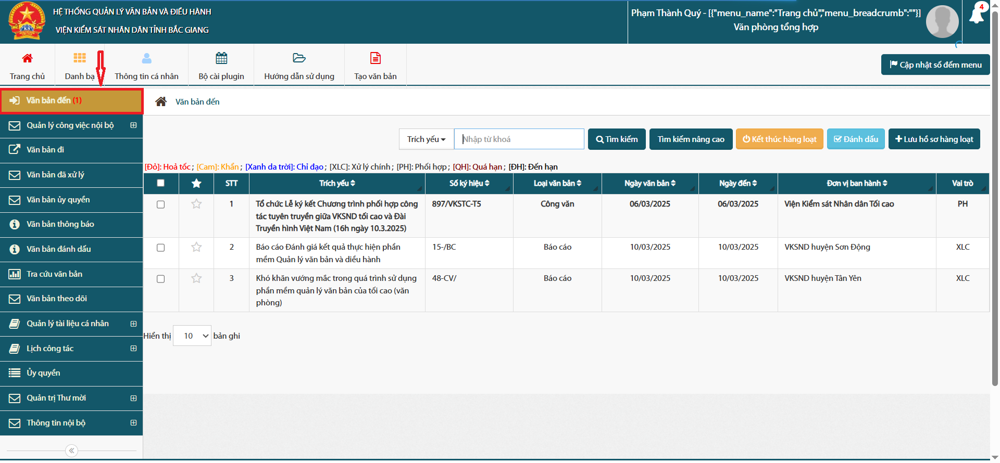 HỆ THỐNG QUẢN LÝ VĂN BẢN VÀ ĐIỀU HÀNH
VIỆN KIỂM SÁT NHÂN DÂN TỈNH BẮC GIANG
Phạm Thành Quý - [{"menu_name":"Trang chủ""menu_breadcrumb":""}]
Văn phòng tổng hợp
4
Trang chủ
Danh bạ
Thông tin cá nhân
Bộ cài plugin
Hướng dẫn sử dụng
Tạo văn bản
Cập nhật số đếm menu
Văn bản đến (1)
Quản lý công việc nội bộ
Văn bản đi
Văn bản đã xử lý
Văn bản ủy quyền
Văn bản thông báo
Văn bản đánh dấu
Tra cứu văn bản
Văn bản theo dõi
Quản lý tài liệu cá nhân
Lịch công tác
Ủy quyền
Quản trị Thư mời
Thông tin nội bộ
Văn bản đến
Trích yếu
Nhập từ khoá
Tìm kiếm
Tìm kiếm nâng cao
Kết thúc hàng loạt
Đánh dấu
Lưu hồ sơ hàng loạt
[Đỏ]: Hoả tốc ; [Cam]: Khẩn ; [Xanh da trời]: Chỉ đạo ; [XLC]: Xử lý chính ; [PH]: Phối hợp ; [QH]: Quá hạn ; [ĐH]: Đến hạn
STT Trích yếu Số ký hiệu Loại văn bản Ngày văn bản Ngày đến Đơn vị ban hành Vai trò
1 Tổ chức Lễ ký kết Chương trình phối hợp công 897/VKSTC-T5 Công văn 06/03/2025 06/03/2025 Viện Kiểm sát Nhân dân Tối cao PH
tác tuyên truyền giữa VKSND tối cao và Đài
Truyền hình Việt Nam (16h ngày 10.3.2025)
2 Báo cáo Đánh giá kết quả thực hiện phần 15-/BC Báo cáo 10/03/2025 10/03/2025 VKSND huyện Sơn Động XLC
mềm Quản lý văn bản và điều hành
3 Khó khăn vướng mắc trong quá trình sử dụng 48-CV/ Báo cáo 10/03/2025 10/03/2025 VKSND huyện Tân Yên XLC
phần mềm quản lý văn bản của tối cao (văn
phòng)
Hiển thị 10 bản ghi